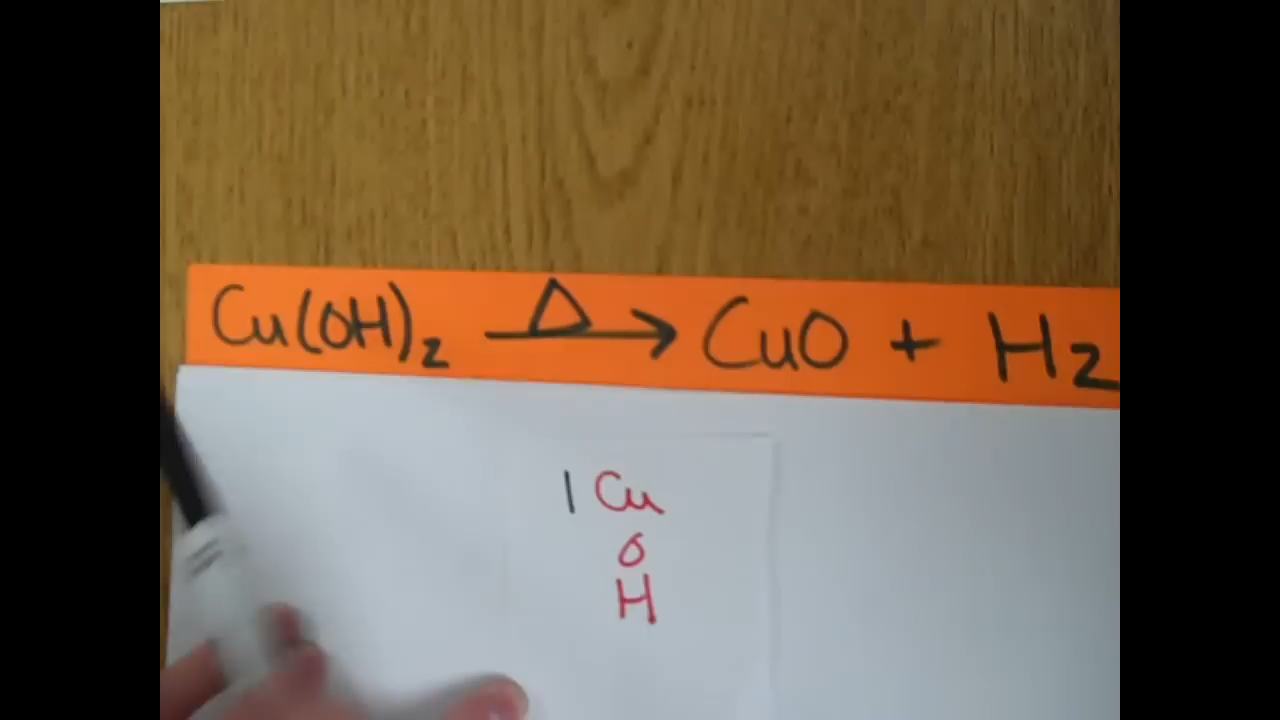 Cu(OH)₂ —Δ→ CuO + H₂
1 Cu
O
H